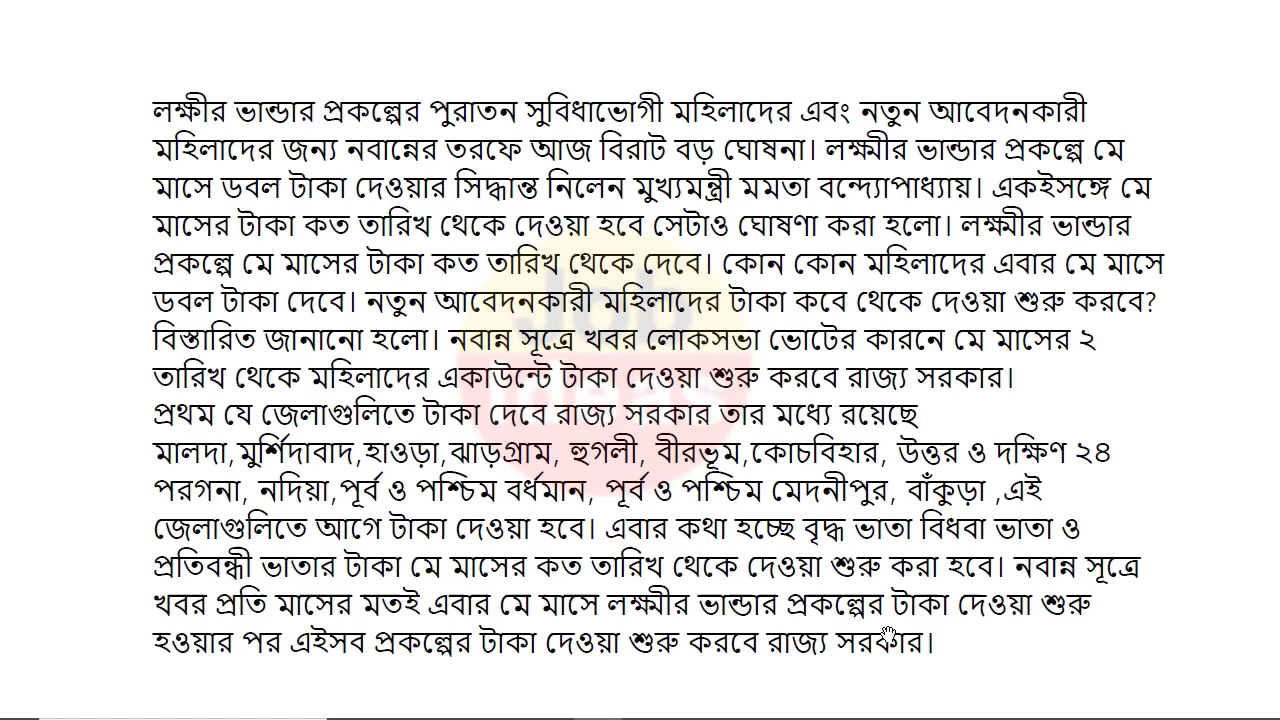 লক্ষ্মীর ভান্ডার প্রকল্পের পুরাতন সুবিধাভোগী মহিলাদের এবং নতুন আবেদনকারী
মহিলাদের জন্য নবান্নের তরফে আজ বিরাট বড় ঘোষনা। লক্ষ্মীর ভান্ডার প্রকল্পে মে
মাসে ডবল টাকা দেওয়ার সিদ্ধান্ত নিলেন মুখ্যমন্ত্রী মমতা বন্দ্যোপাধ্যায়। একইসঙ্গে মে
মাসের টাকা কত তারিখ থেকে দেওয়া হবে সেটাও ঘোষণা করা হলো। লক্ষ্মীর ভান্ডার
প্রকল্পে মে মাসের টাকা কত তারিখ থেকে দেবে। কোন কোন মহিলাদের এবার মে মাসে
ডবল টাকা দেবে। নতুন আবেদনকারী মহিলাদের টাকা কবে থেকে দেওয়া শুরু করবে?
বিস্তারিত জানানো হলো। নবান্ন সূত্রে খবর লোকসভা ভোটের কারনে মে মাসের ২
তারিখ থেকে মহিলাদের একাউন্টে টাকা দেওয়া শুরু করবে রাজ্য সরকার।
প্রথম যে জেলাগুলিতে টাকা দেবে রাজ্য সরকার তার মধ্যে রয়েছে
মালদা,মুর্শিদাবাদ,হাওড়া,ঝাড়গ্রাম, হুগলী, বীরভূম,কোচবিহার, উত্তর ও দক্ষিণ ২৪
পরগনা, নদিয়া,পূর্ব ও পশ্চিম বর্ধমান, পূর্ব ও পশ্চিম মেদনীপুর, বাঁকুড়া ,এই
জেলাগুলিতে আগে টাকা দেওয়া হবে। এবার কথা হচ্ছে বৃদ্ধ ভাতা বিধবা ভাতা ও
প্রতিবন্ধী ভাতার টাকা মে মাসের কত তারিখ থেকে দেওয়া শুরু করা হবে। নবান্ন সূত্রে
খবর প্রতি মাসের মতই এবার মে মাসে লক্ষ্মীর ভান্ডার প্রকল্পের টাকা দেওয়া শুরু
হওয়ার পর এইসব প্রকল্পের টাকা দেওয়া শুরু করবে রাজ্য সরকার।
Job
Ideas